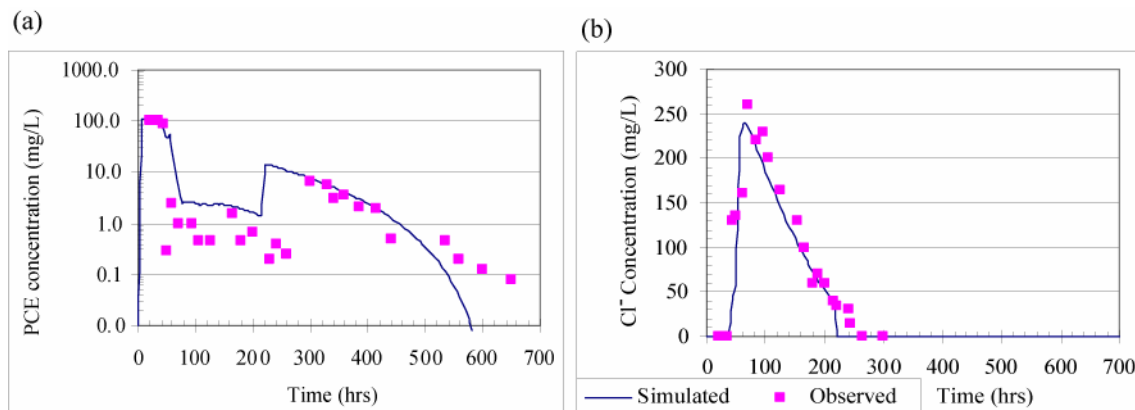 (a)
(b)
PCE concentration (mg/L)
1000.0
100.0
10.0
1.0
0.1
0.0
0 100 200 300 400 500 600 700
Time (hrs)
Cl⁻ Concentration (mg/L)
300
250
200
150
100
50
0
0 100 200 300 400 500 600 700
Simulated Observed Time (hrs)